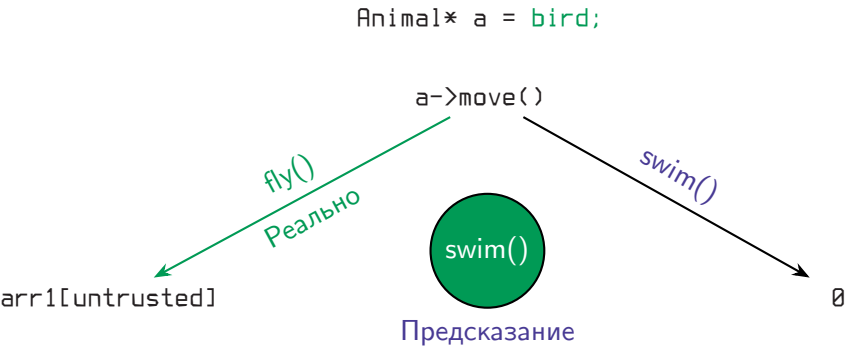 Animal* a = bird;
a->move()
fly()
Реально
swim()
swim()
arr1[untrusted]
0
Предсказание